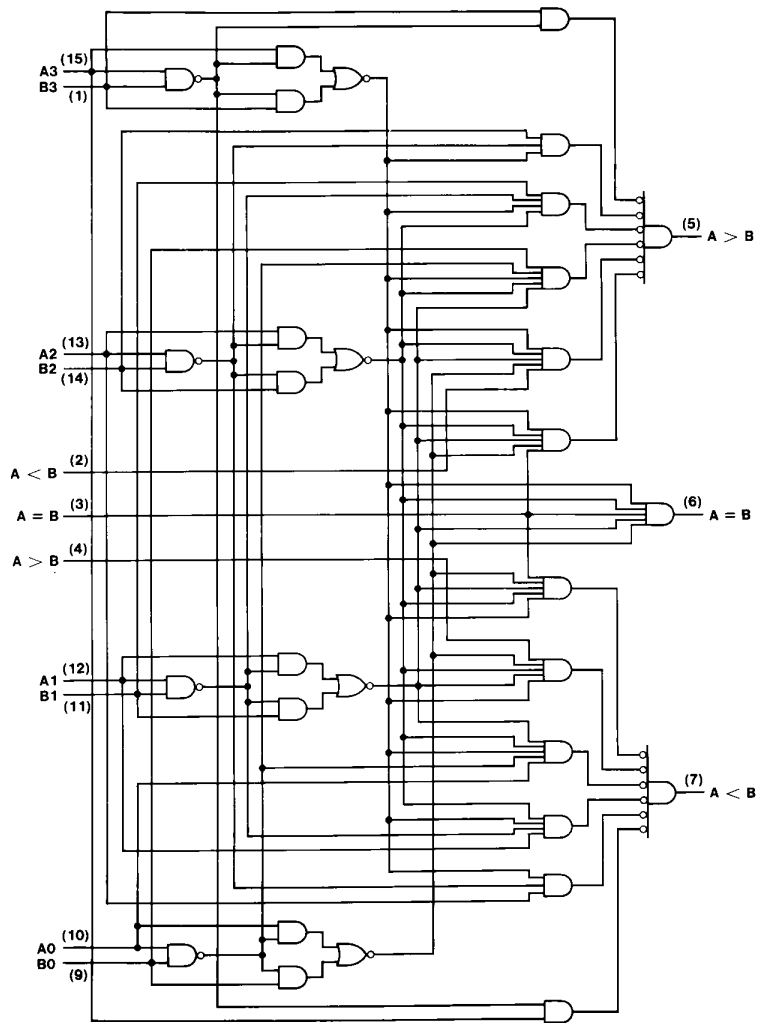 (15)
A3
B3
(1)
(5)
A > B
(13)
A2
B2
(14)
(2)
A < B
(3)
A = B
(6)
A = B
(4)
A > B
(12)
A1
B1
(11)
(7)
A < B
(10)
A0
B0
(9)